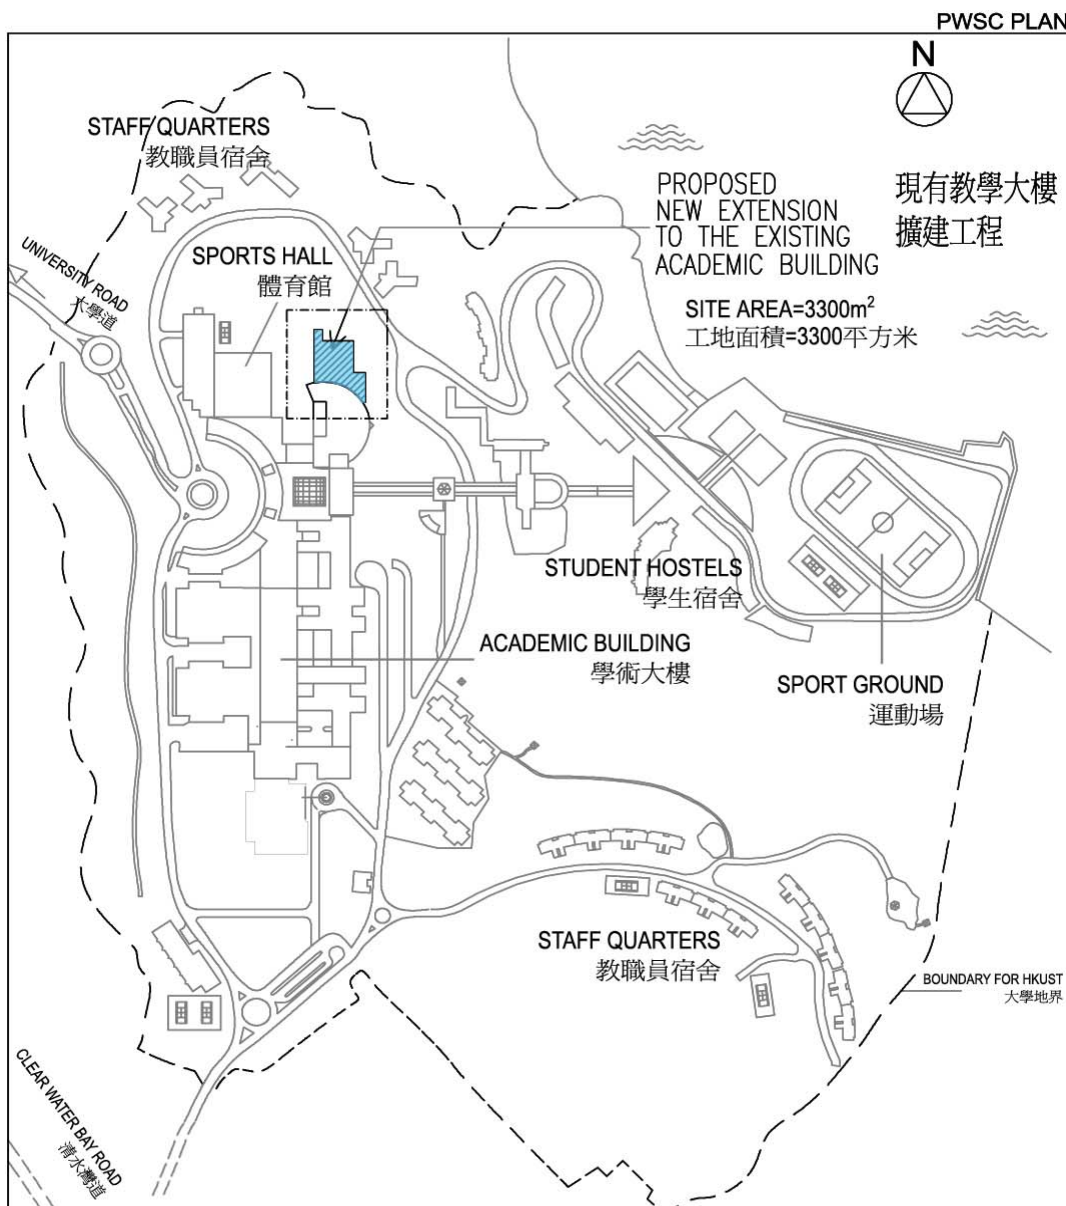 PWSC PLAN
N
STAFF QUARTERS
教職員宿舍
PROPOSED
NEW EXTENSION
TO THE EXISTING
ACADEMIC BUILDING
現有教學大樓
擴建工程
UNIVERSITY ROAD
大學道
SPORTS HALL
體育館
SITE AREA=3300m²
工地面積=3300平方米
STUDENT HOSTELS
學生宿舍
ACADEMIC BUILDING
學術大樓
SPORT GROUND
運動場
STAFF QUARTERS
教職員宿舍
BOUNDARY FOR HKUST
大學地界
CLEAR WATER BAY ROAD
清水灣道